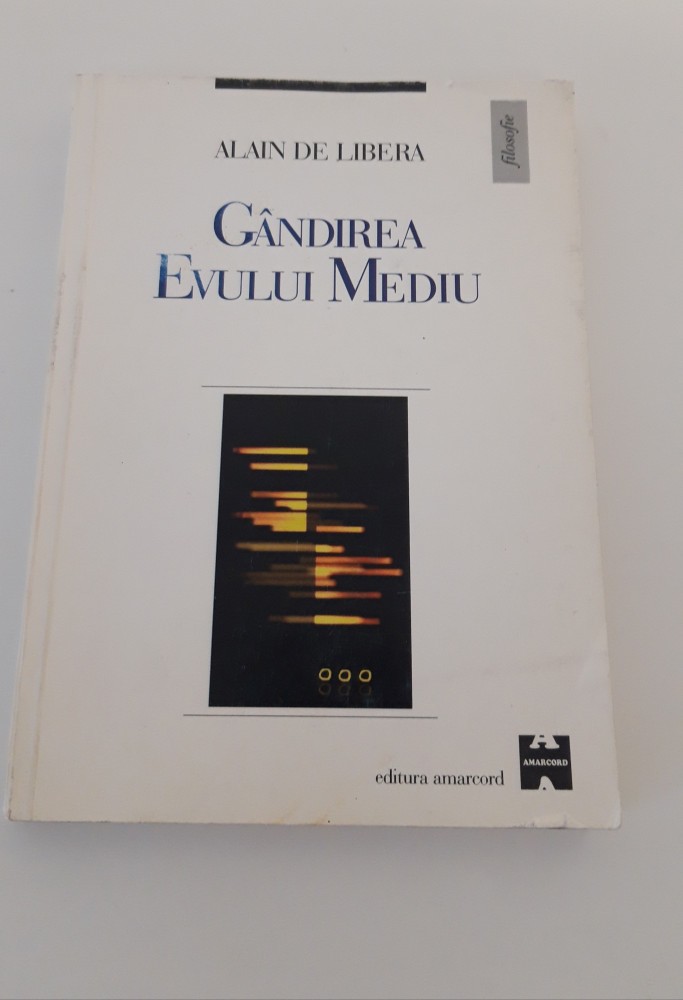 ALAIN DE LIBERA
filosofie
GÂNDIREA
EVULUI MEDIU
editura amarcord
A
AMARCORD
A